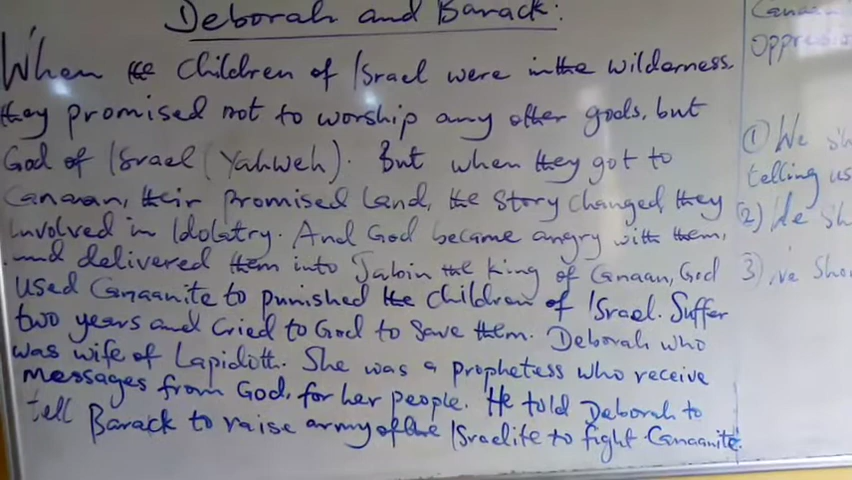 Deborah and Barack:
When the children of Israel were in the wilderness,
they promised not to worship any other gods, but
God of Israel (Yahweh). But when they got to
Canaan, their promised land, the story changed, they
involved in Idolatry. And God became angry with them,
and delivered them into Jabin the king of Canaan, God
used Canaanite to punished the children of Israel. Suffer
two years and cried to God to save them. Deborah who
was wife of Lapidoth. She was a prophetess who receive
messages from God, for her people. He told Deborah to
tell Barack to raise army of the Israelite to fight Canaanite.
Canaan
Oppressio
① We sh
telling us
2) We sh
3) We shou